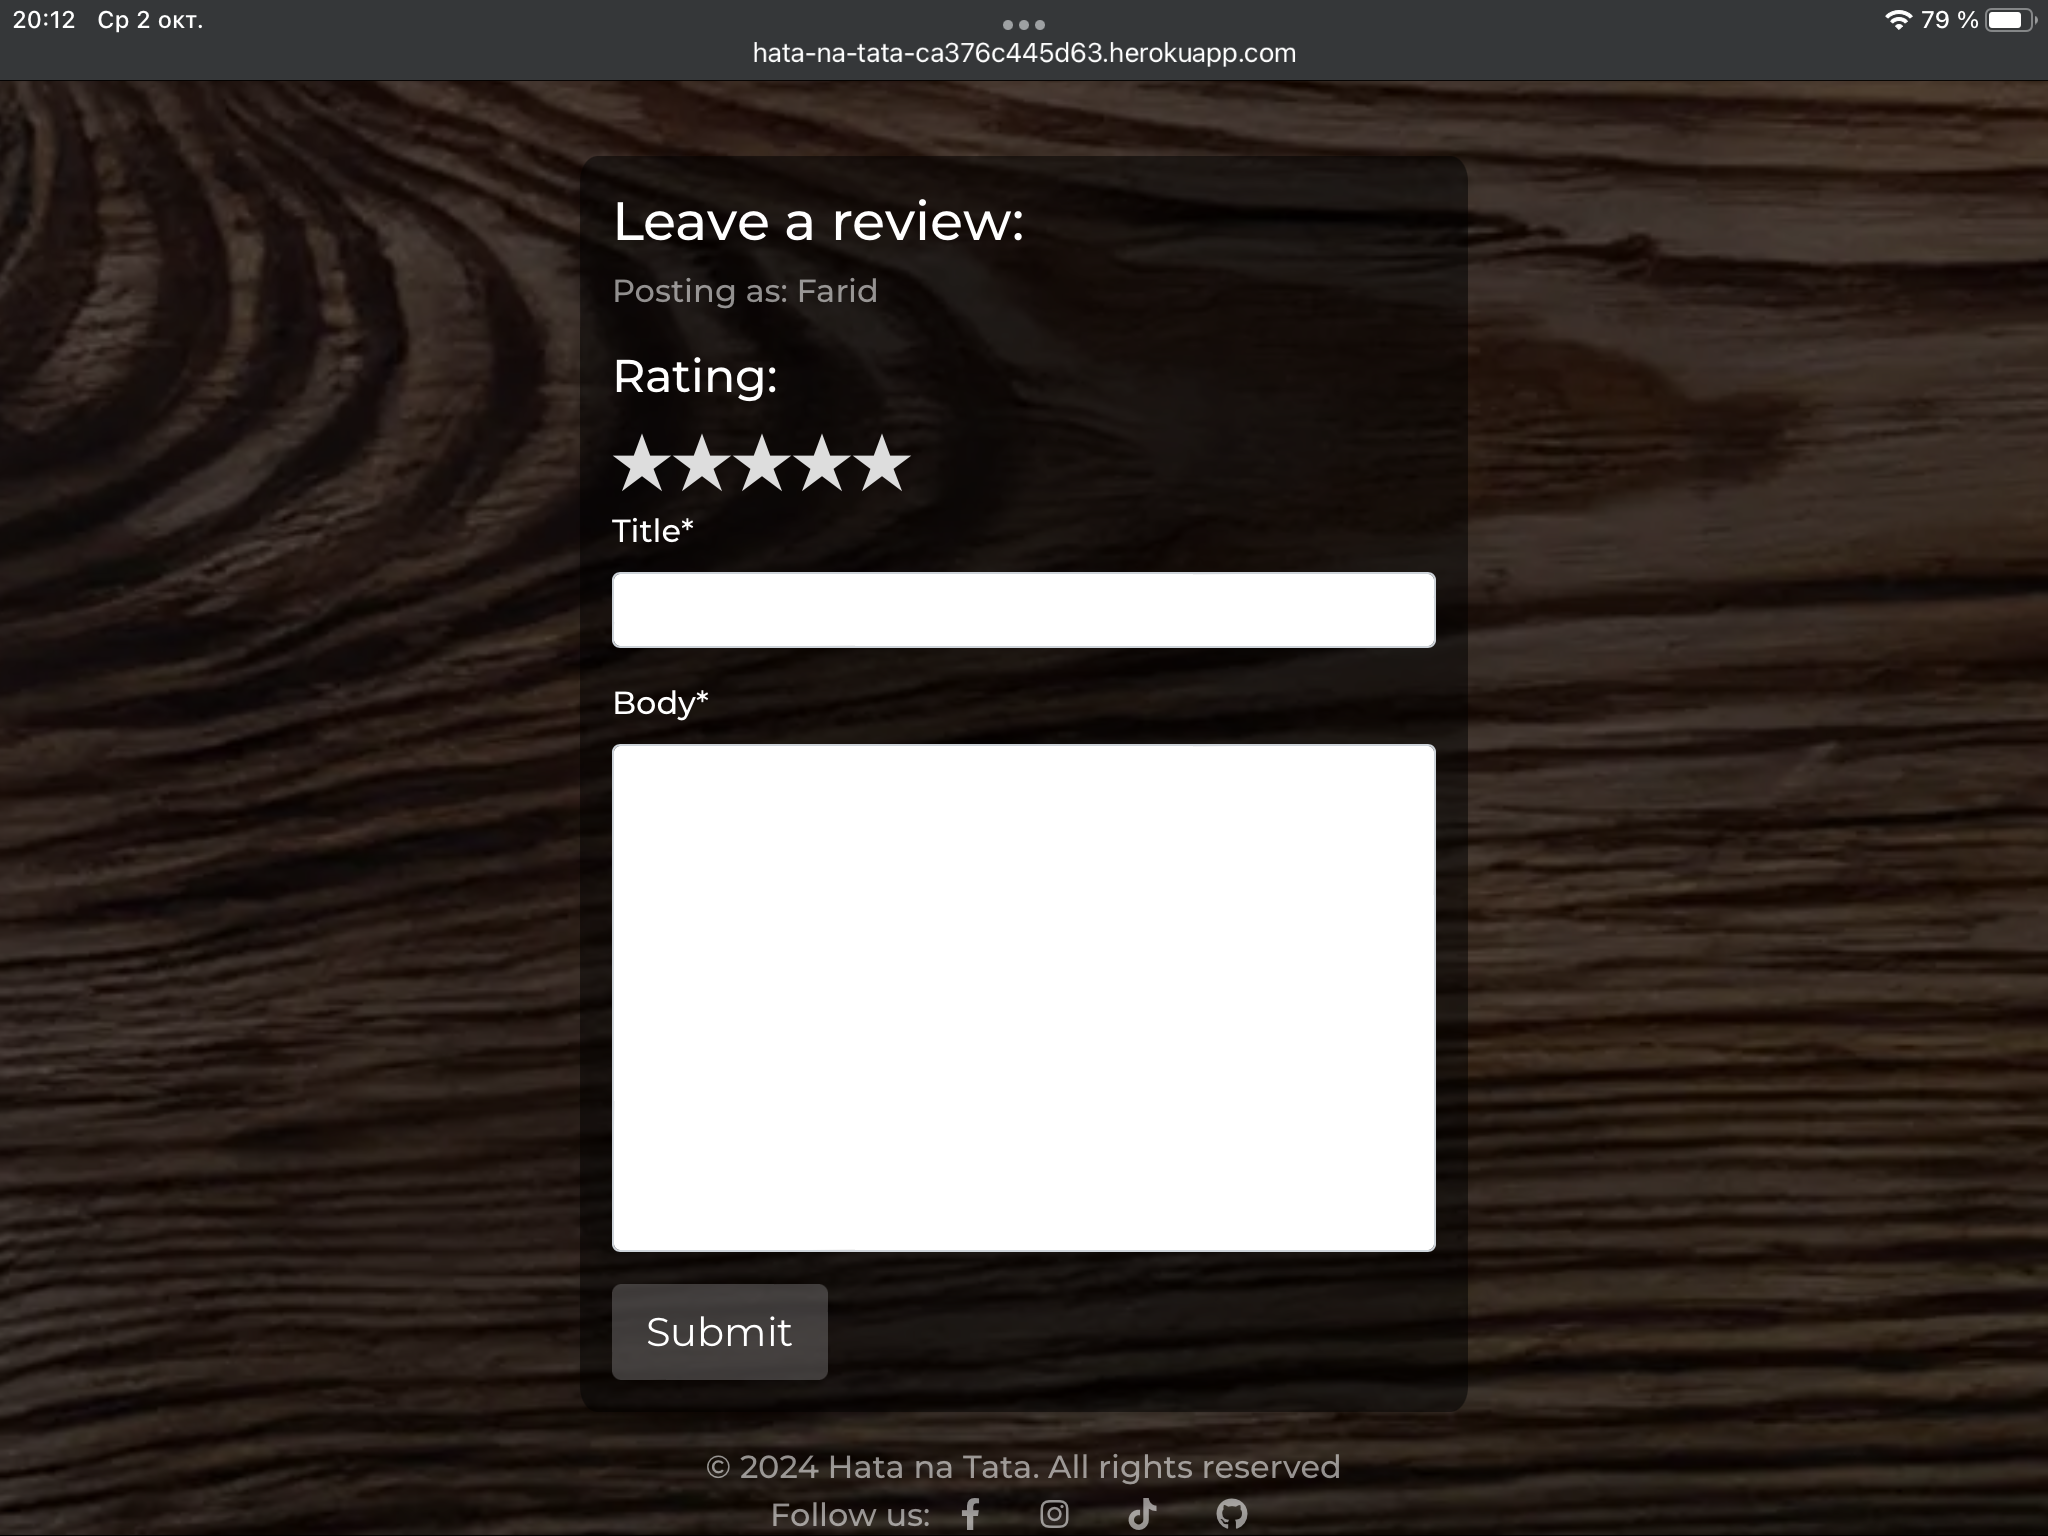 20:12 Ср 2 окт.
79 %
hata-na-tata-ca376c445d63.herokuapp.com
Leave a review:
Posting as: Farid
Rating:
Title*
Body*
Submit
© 2024 Hata na Tata. All rights reserved
Follow us: